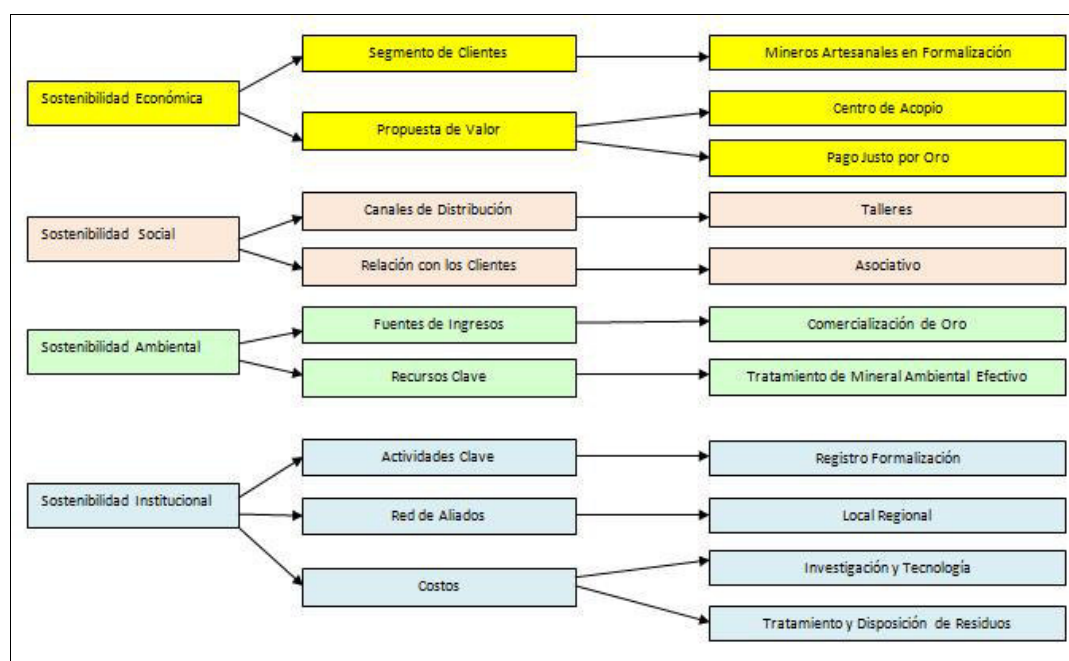 Sostenibilidad Económica
Segmento de Clientes
Mineros Artesanales en Formalización
Propuesta de Valor
Centro de Acopio
Pago Justo por Oro
Sostenibilidad Social
Canales de Distribución
Talleres
Relación con los Clientes
Asociativo
Sostenibilidad Ambiental
Fuentes de Ingresos
Comercialización de Oro
Recursos Clave
Tratamiento de Mineral Ambiental Efectivo
Sostenibilidad Institucional
Actividades Clave
Registro Formalización
Red de Aliados
Local Regional
Costos
Investigación y Tecnología
Tratamiento y Disposición de Residuos